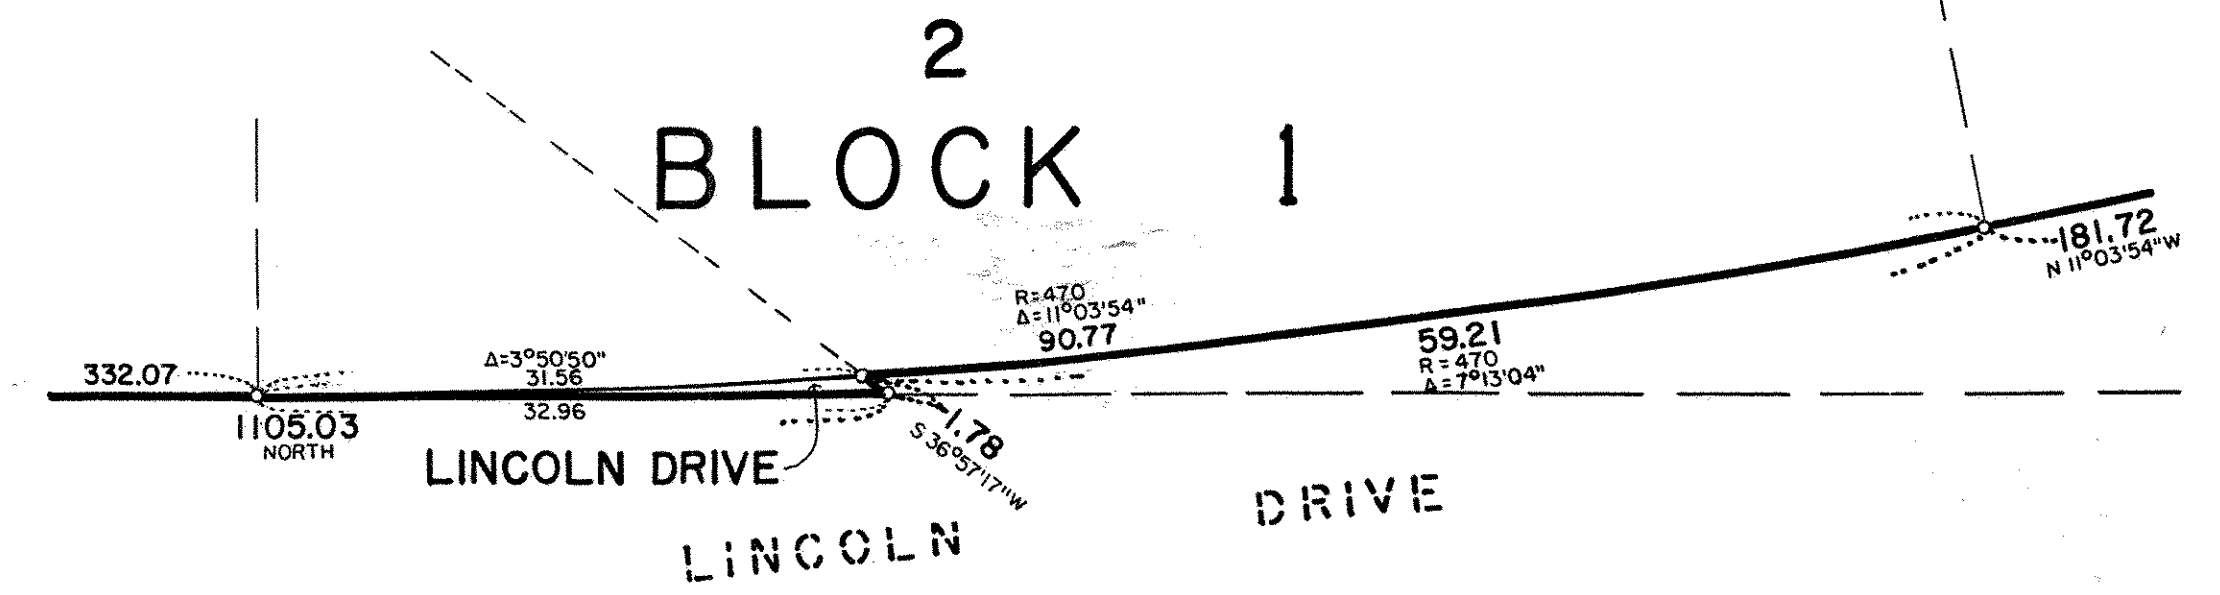 2
BLOCK 1
181.72
N 11°03'54"W
R=470
Δ=11°03'54"
90.77
59.21
R=470
Δ=7°13'04"
332.07
Δ=3°50'50"
31.56
32.96
1105.03
NORTH
1.78
S 36°57'17"W
LINCOLN DRIVE
LINCOLN DRIVE